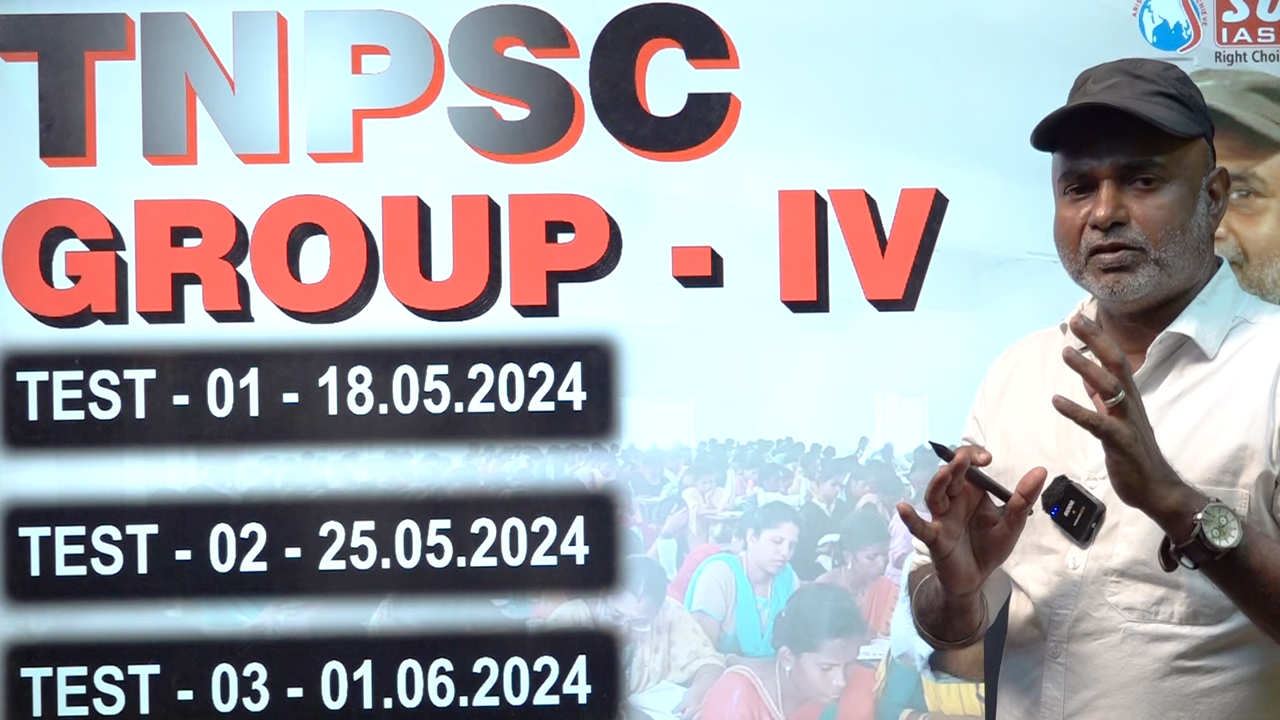 TNPSC
GROUP - IV
TEST - 01 - 18.05.2024
TEST - 02 - 25.05.2024
TEST - 03 - 01.06.2024
IAS
Right